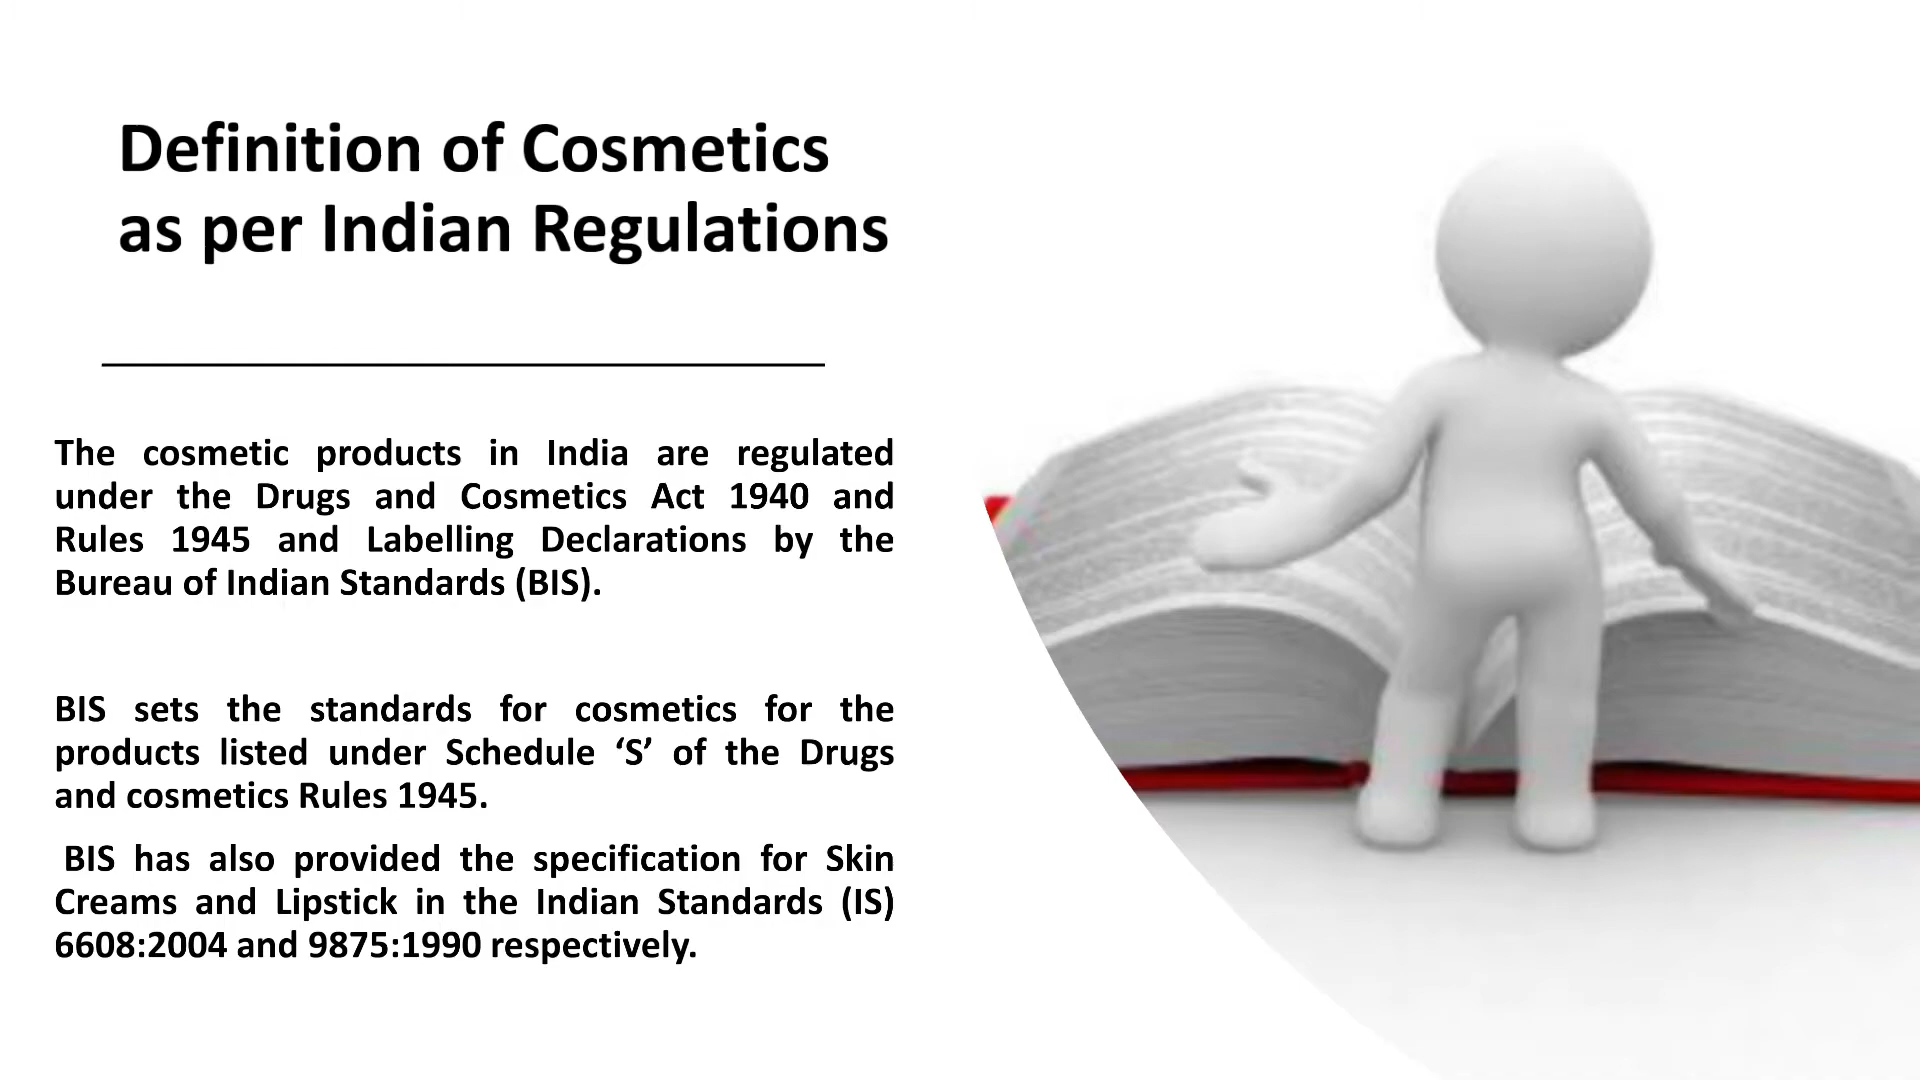 Definition of Cosmetics
as per Indian Regulations
The cosmetic products in India are regulated
under the Drugs and Cosmetics Act 1940 and
Rules 1945 and Labelling Declarations by the
Bureau of Indian Standards (BIS).
BIS sets the standards for cosmetics for the
products listed under Schedule ‘S’ of the Drugs
and cosmetics Rules 1945.
BIS has also provided the specification for Skin
Creams and Lipstick in the Indian Standards (IS)
6608:2004 and 9875:1990 respectively.